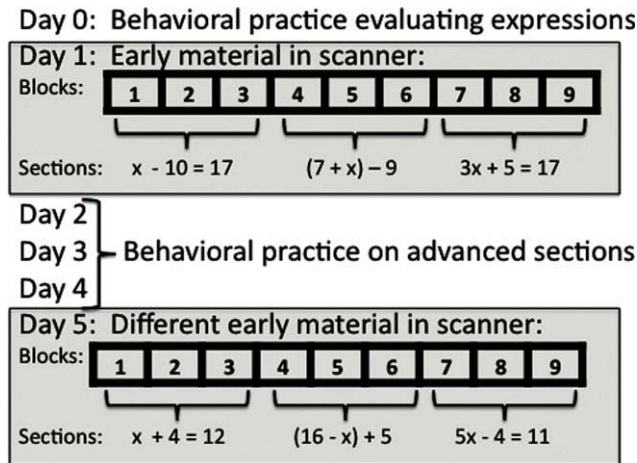 Day 0: Behavioral practice evaluating expressions
Day 1: Early material in scanner:
Blocks: 1 2 3 4 5 6 7 8 9
Sections: x - 10 = 17 (7 + x) – 9 3x + 5 = 17
Day 2
Day 3 Behavioral practice on advanced sections
Day 4
Day 5: Different early material in scanner:
Blocks: 1 2 3 4 5 6 7 8 9
Sections: x + 4 = 12 (16 - x) + 5 5x - 4 = 11